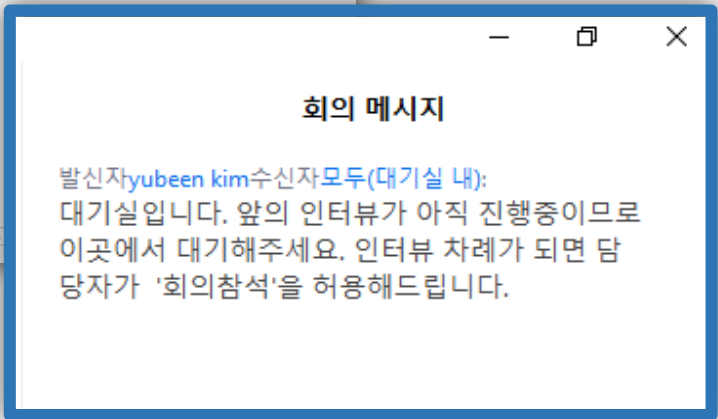 회의 메시지
발신자yubeen kim수신자모두(대기실 내):
대기실입니다. 앞의 인터뷰가 아직 진행중이므로
이곳에서 대기해주세요. 인터뷰 차례가 되면 담
당자가  '회의참석'을 허용해드립니다.